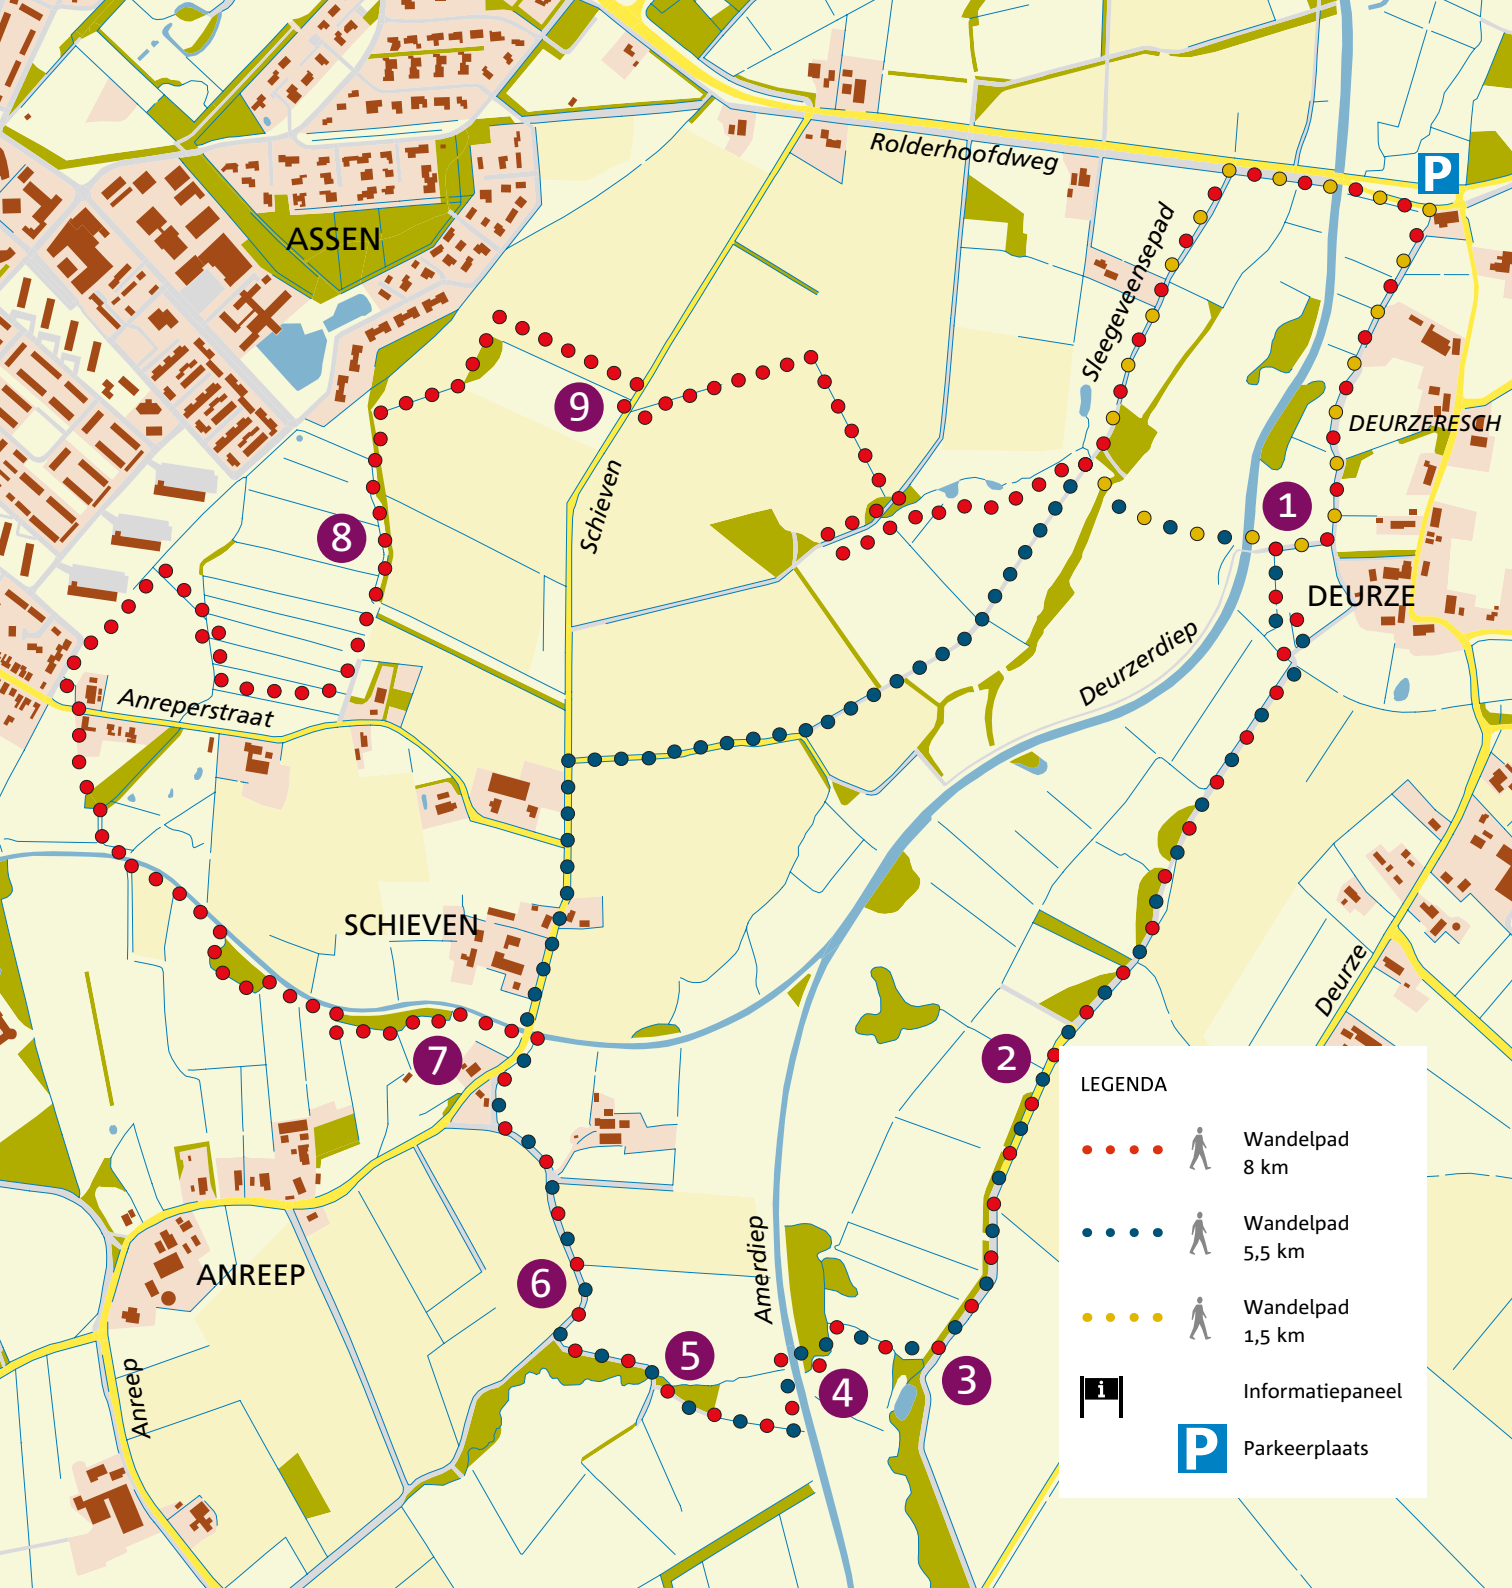 P
Rolderhoofdweg
ASSEN
Sleegeveensepad
9
DEURZERESCH
Schieven
1
8
DEURZE
Deurzerdiep
Anreperstraat
SCHIEVEN
Deurze
7
2
LEGENDA
Wandelpad
8 km
Wandelpad
5,5 km
Wandelpad
1,5 km
i
Informatiepaneel
P
Parkeerplaats
ANREEP
6
Amerdiep
5
4
3
Anreep